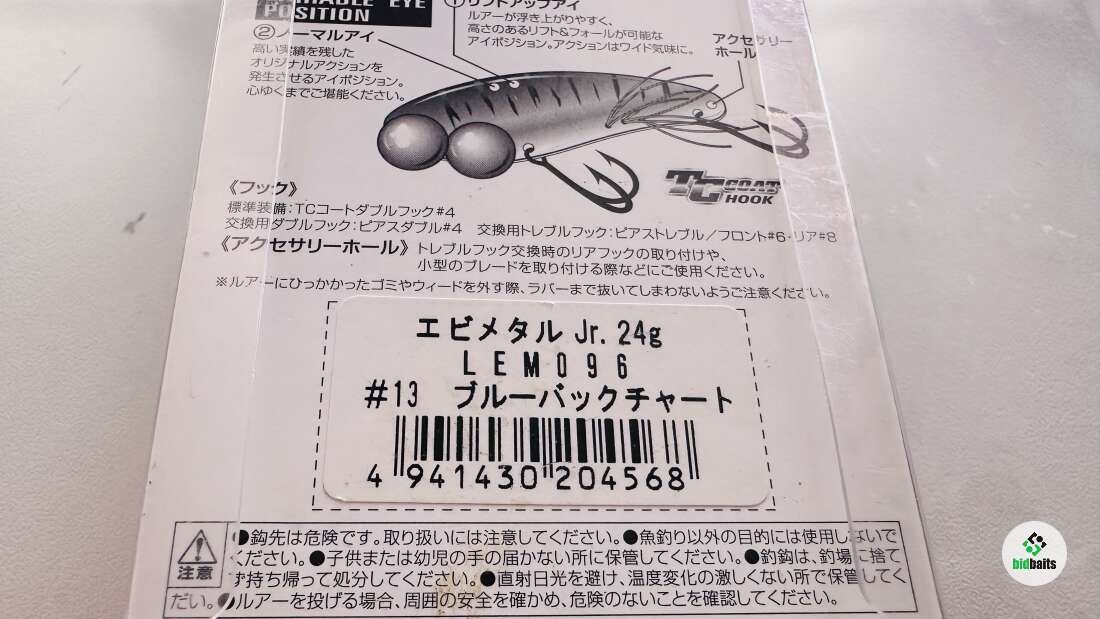 EYE
POSITION
①リフトアップアイ
ルアーが浮き上がりやすく、
高さのあるリフト&フォールが可能な
アイポジション。アクションはワイド気味に。
②ノーマルアイ
高い実績を残した
オリジナルアクションを
発生させるアイポジション。
心ゆくまでご堪能ください。
アクセサリー
ホール
TC COAT
HOOK
《フック》
標準装備:TCコートダブルフック#4
交換用ダブルフック:ピアスダブル#4 交換用トレブルフック:ピアストレブル/フロント#6・リア#8
《アクセサリーホール》トレブルフック交換時のリアフックの取り付けや、
小型のブレードを取り付ける際などにご使用ください。
※ルアーにひっかかったゴミやウィードを外す際、ラバーまで抜いてしまわないようご注意ください。
エビメタル Jr. 24g
LEM096
#13 ブルーバックチャート
4 941430 204568
注意
●鈎先は危険です。取り扱いには注意してください。●魚釣り以外の目的には使用しないで
ください。●子供または幼児の手の届かない所に保管してください。●釣鈎は、釣場に捨て
ず持ち帰って処分してください。●直射日光を避け、温度変化の激しくない所で保管してく
ださい。●ルアーを投げる場合、周囲の安全を確かめ、危険のないことを確認してください。
bidbaits